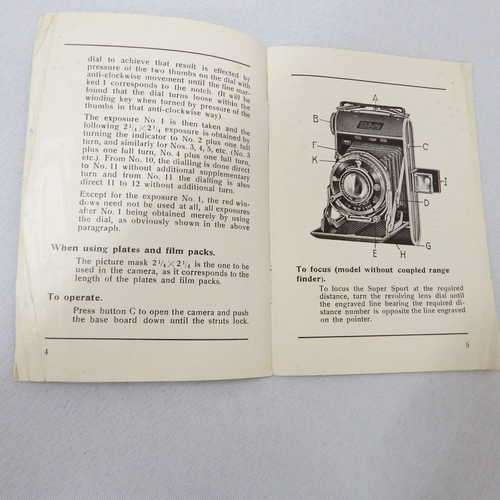 dial to achieve that result is effected by
pressure of the two thumbs on the dial with
anti-clockwise movement until the line mar-
ked 1 corresponds to the notch. (It will be
found that the dial turns loose within the
winding key when turned by pressure of the
thumbs in that anti-clockwise way).
The exposure No. 1 is then taken and the
following 2¹/₄×2¹/₄ exposure is obtained by
turning the indicator to No. 2 plus one full
turn, and similarly for Nos. 3, 4, 5, etc. (No. 3
plus one full turn, No. 4 plus one full turn,
etc.). From No. 10, the dialling is done direct
to No. 11 without additional supplementary
turn and from No. 11 the dialling is also
direct 11 to 12 without additional turn.
Except for the exposure No. 1, the red win-
dows need not be used at all, all exposures
after No. 1 being obtained merely by using
the dial, as obviously shown in the above
paragraph.
When using plates and film packs.
The picture mask 2¹/₄×2¹/₄ is the one to be
used in the camera, as it corresponds to the
length of the plates and film packs.
To operate.
Press button C to open the camera and push
the base board down until the struts lock.
4
A
B
C
F
K
I
D
E
H
G
To focus (model without coupled range
finder).
To focus the Super Sport at the required
distance, turn the revolving lens dial until
the engraved line bearing the required di-
stance number is opposite the line engraved
on the pointer.
5